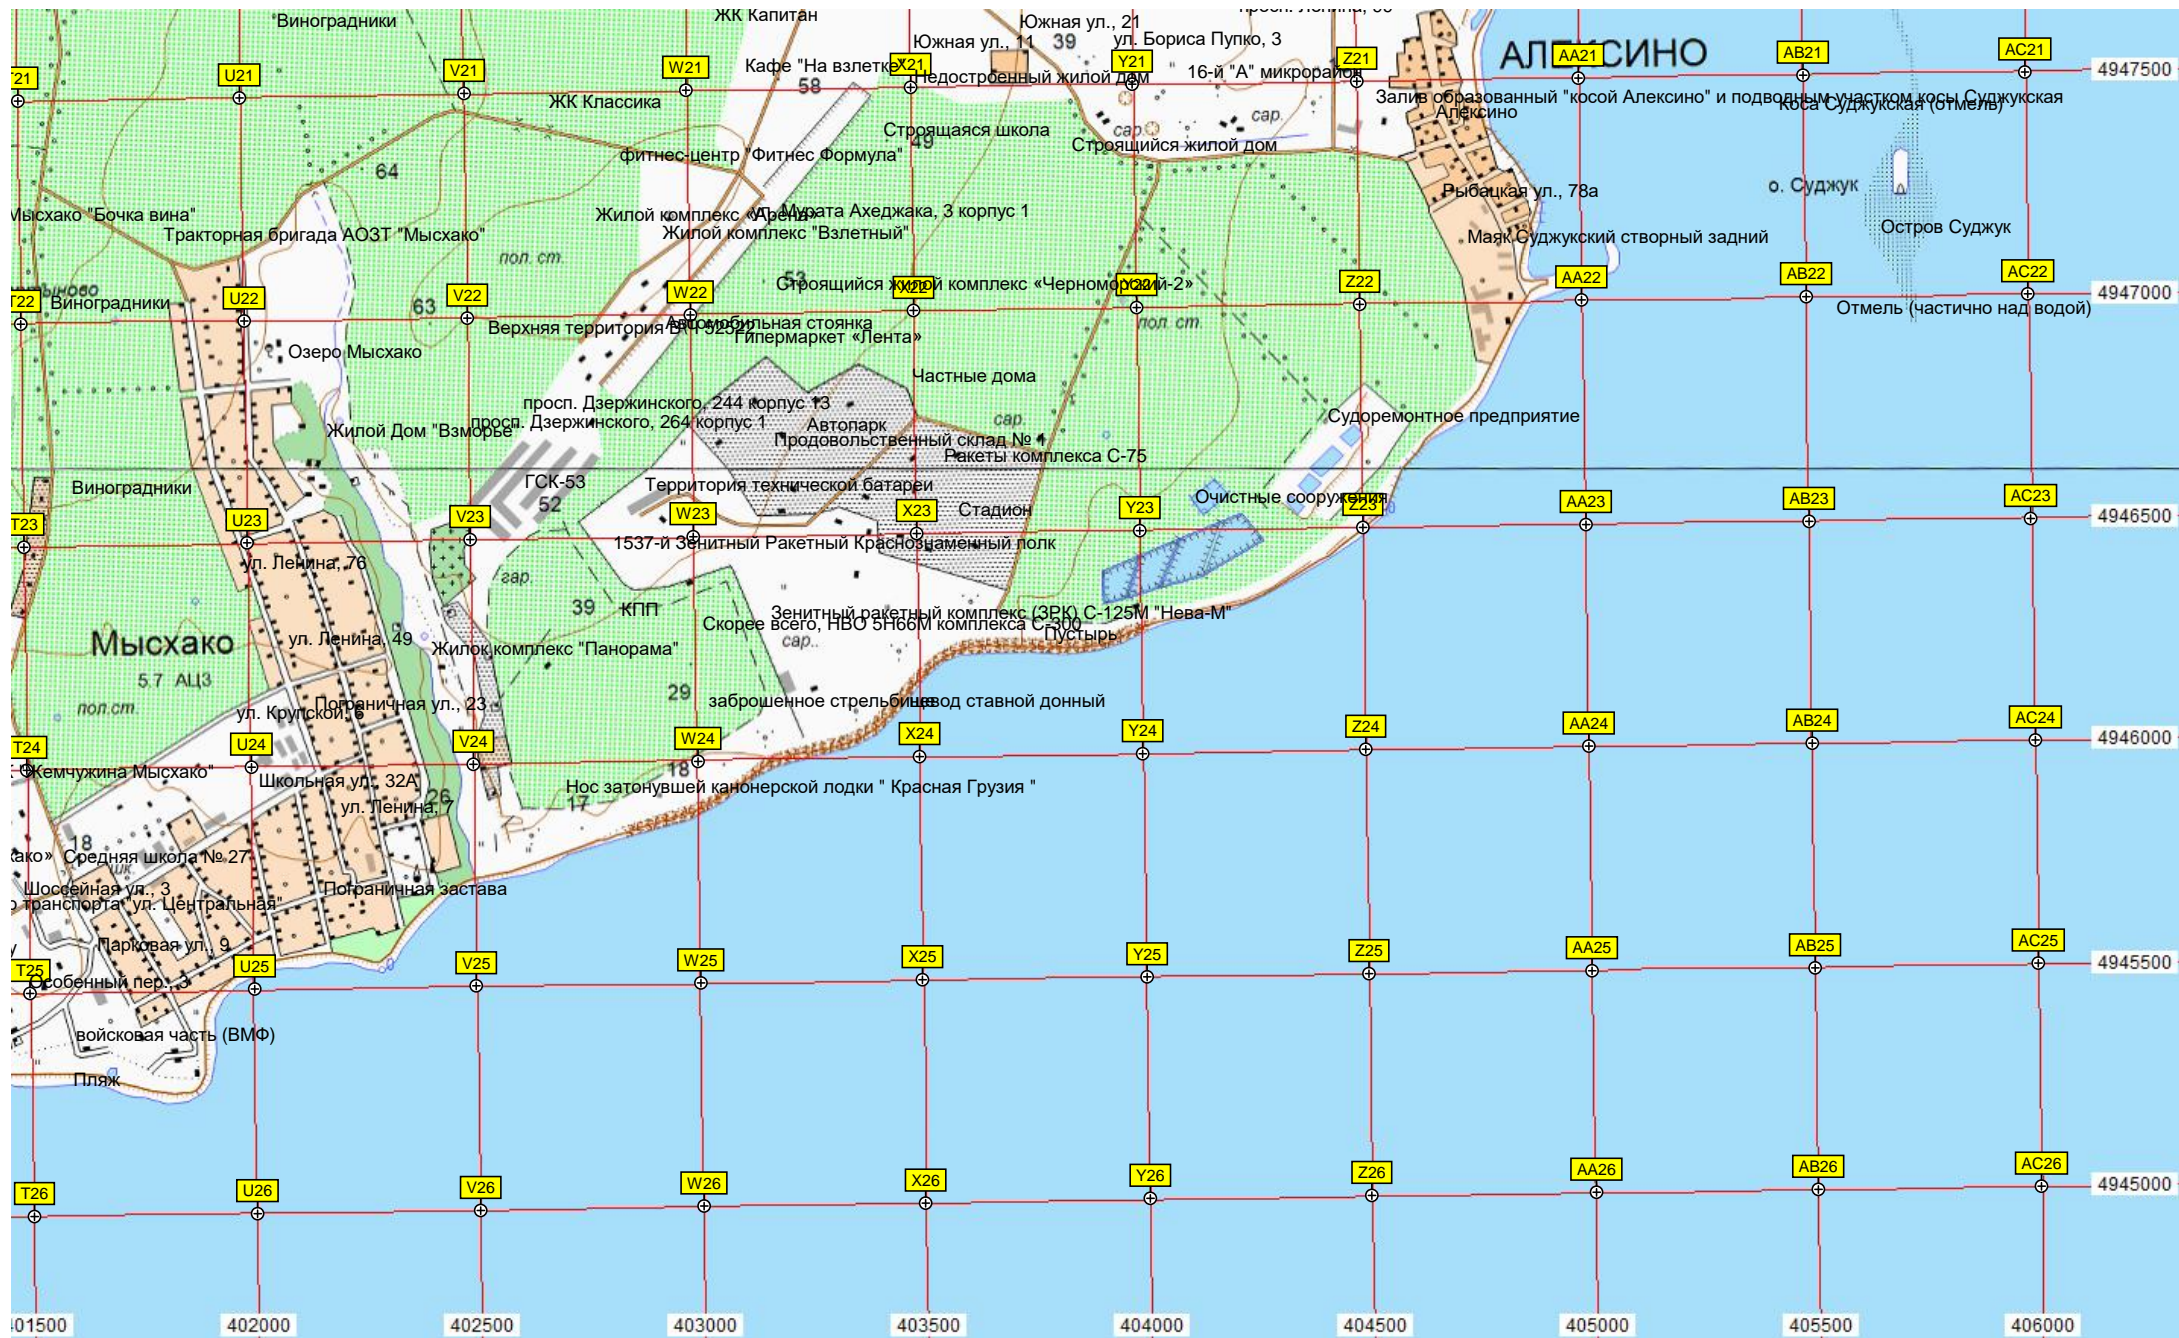 Виноградники
ЖК Капитан
Южная ул., 21
Южная ул., 11
39
ул. Бориса Пупко, 3
АЛЕКСИНО
T21
U21
V21
W21
Кафе "На взлетке"
X21
Y21
Z21
AA21
AB21
AC21
4947500
Недостроенный жилой дом
16-й "А" микрорайон
58
ЖК Классика
Залив образованный "косой Алексино" и подводным участком косы Суджукская
Коса Суджукская (отмель)
Алексино
сар.
сар.
Строящаяся школа
49
Строящийся жилой дом
фитнес-центр "Фитнес Формула"
64
о. Суджук
Рыбацкая ул., 78а
Мысхако "Бочка вина"
Жилой комплекс «Арена»
ул. Мурата Ахеджака, 3 корпус 1
Остров Суджук
Тракторная бригада АОЗТ "Мысхако"
Жилой комплекс "Взлетный"
Маяк Суджукский створный задний
пол. ст.
53
Строящийся жилой комплекс «Черноморский-2»
T22
Виноградники
U22
63
V22
W22
X22
Y22
Z22
AA22
AB22
AC22
4947000
Отмель (частично над водой)
Верхняя территория В/Ч 52522
Автомобильная стоянка
пол. ст.
Гипермаркет «Лента»
Озеро Мысхако
Частные дома
просп. Дзержинского, 244 корпус 13
просп. Дзержинского, 264 корпус 1
Автопарк
сар.
Судоремонтное предприятие
Жилой Дом "Взморье"
Продовольственный склад № 1
Ракеты комплекса С-75
Виноградники
ГСК-53
52
Территория технической батареи
Очистные сооружения
T23
U23
V23
W23
X23
Стадион
Y23
Z23
AA23
AB23
AC23
4946500
1537-й Зенитный Ракетный Краснознаменный полк
ул. Ленина, 76
сар.
39
КПП
Зенитный ракетный комплекс (ЗРК) С-125М "Нева-М"
Скорее всего, НВО 5Н66М комплекса С-300
Пустырь
Мысхако
ул. Ленина, 49
Жилок комплекс "Панорама"
сар..
5.7 АЦ3
29
пол.ст.
Пограничная ул., 23
ул. Крупской, 6
заброшенное стрельбище
невод ставной донный
T24
U24
V24
W24
X24
Y24
Z24
AA24
AB24
AC24
4946000
"Жемчужина Мысхако"
18
Школьная ул., 32А
26
ул. Ленина, 7
17
Нос затонувшей канонерской лодки " Красная Грузия "
18
Средняя школа № 27
шк.
Шоссейная ул., 3
Пограничная застава
транспорта "ул. Центральная"
Парковая ул., 9
T25
U25
V25
W25
X25
Y25
Z25
AA25
AB25
AC25
4945500
Особенный пер., 3
войсковая часть (ВМФ)
Пляж
T26
U26
V26
W26
X26
Y26
Z26
AA26
AB26
AC26
4945000
401500
402000
402500
403000
403500
404000
404500
405000
405500
406000